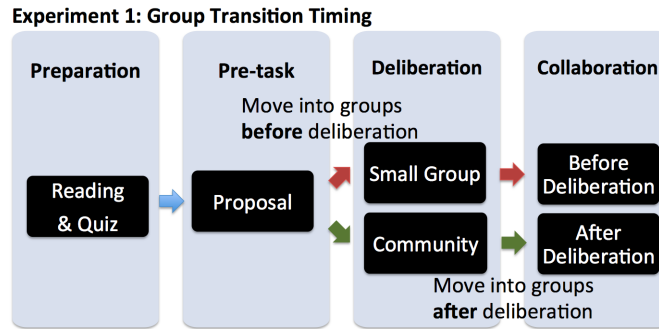 Experiment 1: Group Transition Timing
Preparation
Pre-task
Deliberation
Collaboration
Move into groups
before deliberation
Reading
& Quiz
Proposal
Small Group
Before
Deliberation
Community
After
Deliberation
Move into groups
after deliberation